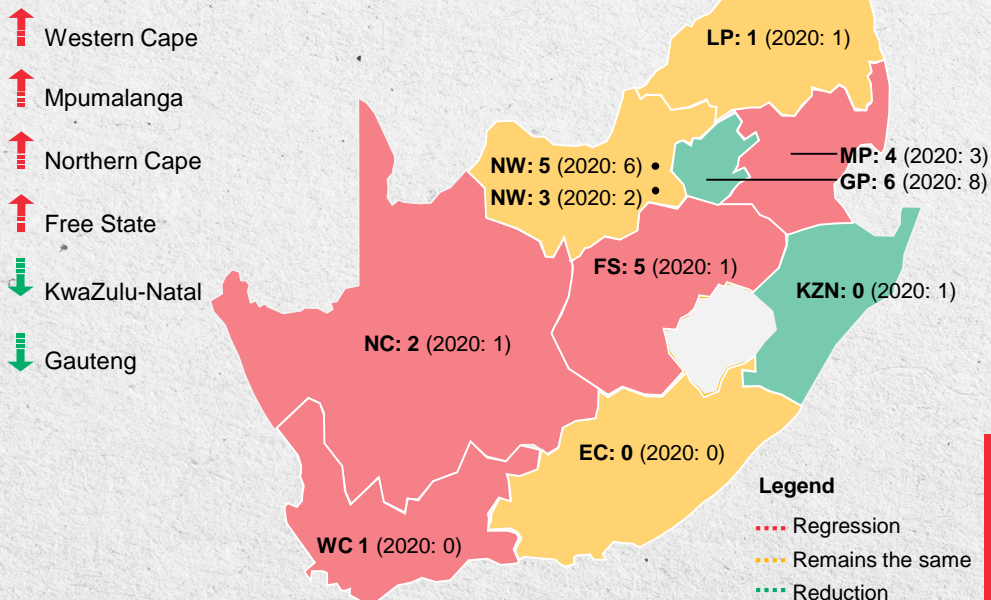 Western Cape
Mpumalanga
Northern Cape
Free State
KwaZulu-Natal
Gauteng
LP: 1 (2020: 1)
NW: 5 (2020: 6) •
NW: 3 (2020: 2) •
MP: 4 (2020: 3)
GP: 6 (2020: 8)
FS: 5 (2020: 1)
KZN: 0 (2020: 1)
NC: 2 (2020: 1)
EC: 0 (2020: 0)
WC 1 (2020: 0)
Legend
Regression
Remains the same
Reduction